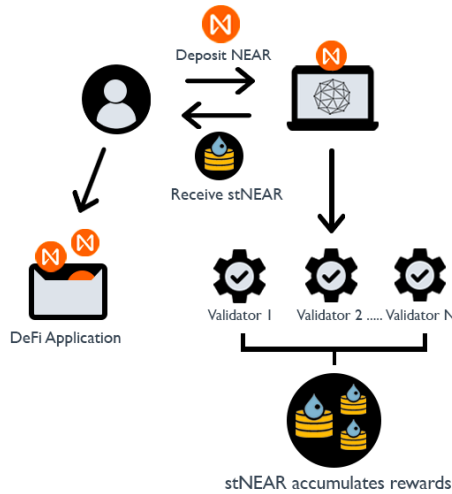 Deposit NEAR
Receive stNEAR
DeFi Application
Validator 1 Validator 2 ..... Validator N
stNEAR accumulates rewards